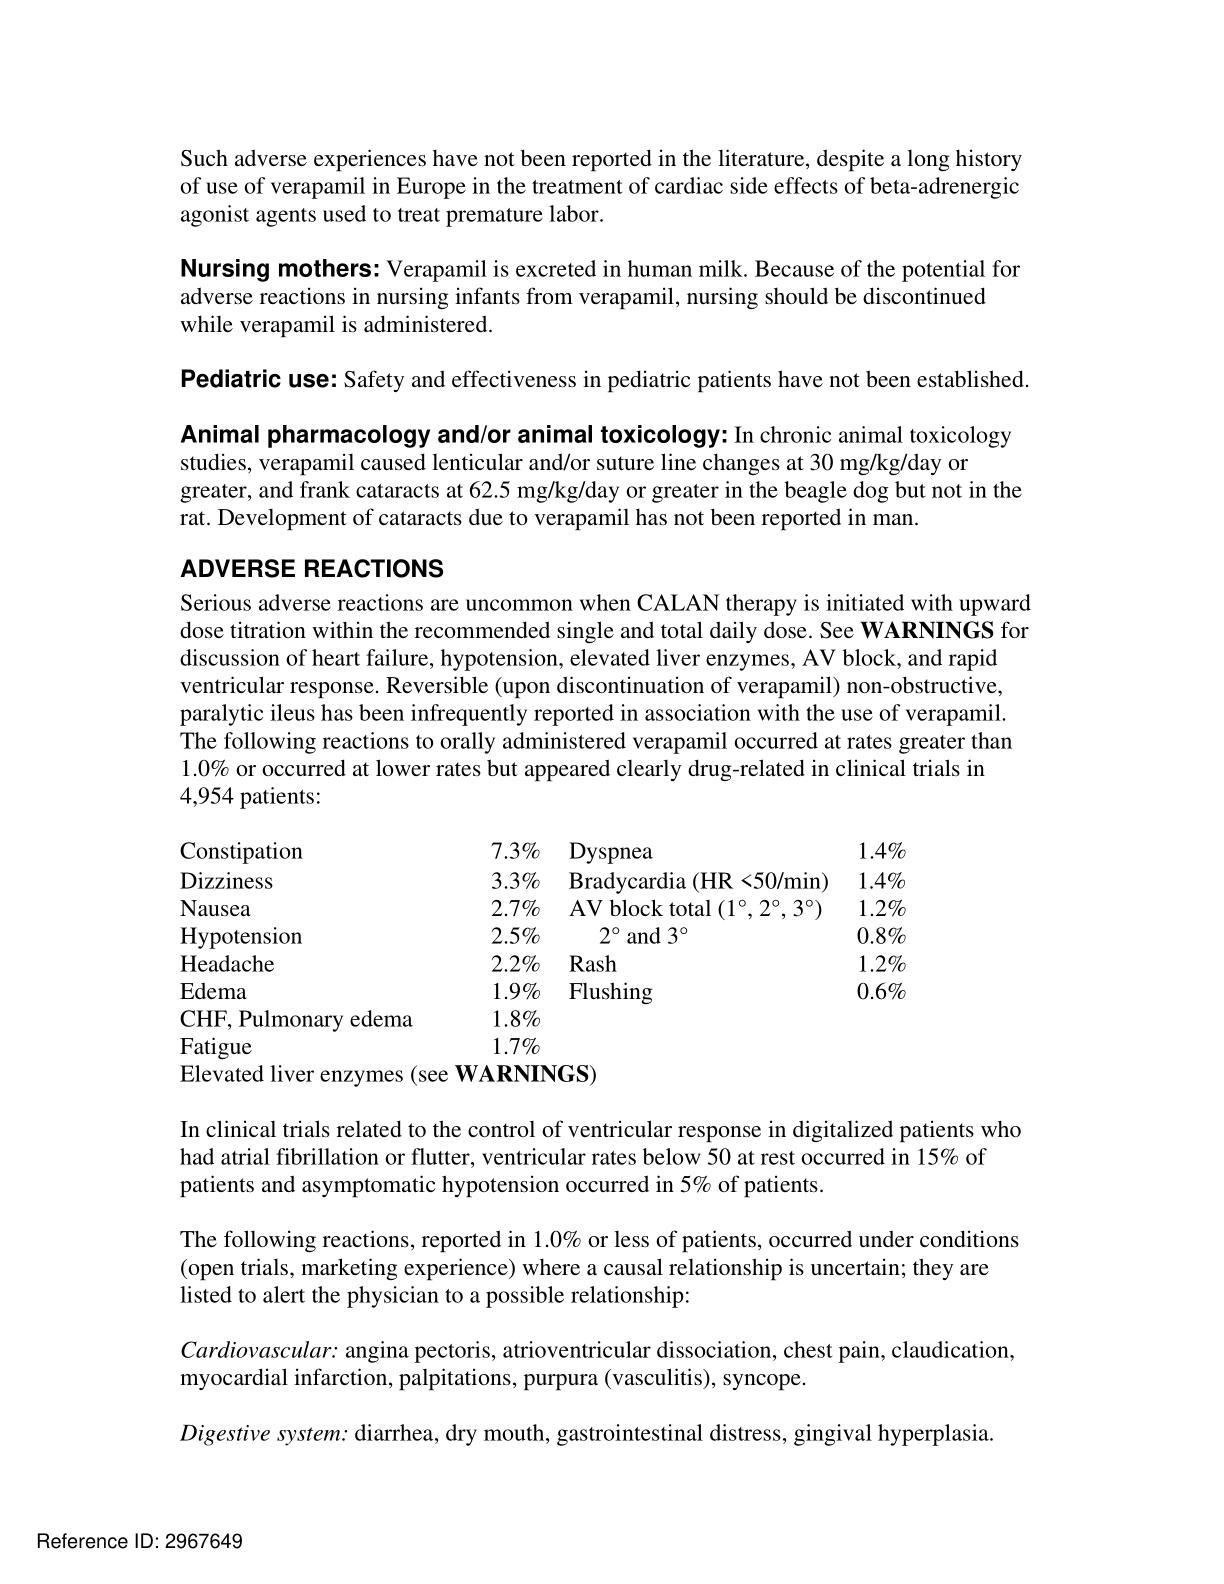 Such adverse experiences have not been reported in the literature, despite a long history
of use of verapamil in Europe in the treatment of cardiac side effects of beta-adrenergic
agonist agents used to treat premature labor.
Nursing mothers: Verapamil is excreted in human milk. Because of the potential for
adverse reactions in nursing infants from verapamil, nursing should be discontinued
while verapamil is administered.
Pediatric use: Safety and effectiveness in pediatric patients have not been established.
Animal pharmacology and/or animal toxicology: In chronic animal toxicology
studies, verapamil caused lenticular and/or suture line changes at 30 mg/kg/day or
greater, and frank cataracts at 62.5 mg/kg/day or greater in the beagle dog but not in the
rat. Development of cataracts due to verapamil has not been reported in man.
ADVERSE REACTIONS
Serious adverse reactions are uncommon when CALAN therapy is initiated with upward
dose titration within the recommended single and total daily dose. See WARNINGS for
discussion of heart failure, hypotension, elevated liver enzymes, AV block, and rapid
ventricular response. Reversible (upon discontinuation of verapamil) non-obstructive,
paralytic ileus has been infrequently reported in association with the use of verapamil.
The following reactions to orally administered verapamil occurred at rates greater than
1.0% or occurred at lower rates but appeared clearly drug-related in clinical trials in
4,954 patients:
Constipation 7.3% Dyspnea 1.4%
Dizziness 3.3% Bradycardia (HR <50/min) 1.4%
Nausea 2.7% AV block total (1°, 2°, 3°) 1.2%
Hypotension 2.5% 2° and 3° 0.8%
Headache 2.2% Rash 1.2%
Edema 1.9% Flushing 0.6%
CHF, Pulmonary edema 1.8%
Fatigue 1.7%
Elevated liver enzymes (see WARNINGS)
In clinical trials related to the control of ventricular response in digitalized patients who
had atrial fibrillation or flutter, ventricular rates below 50 at rest occurred in 15% of
patients and asymptomatic hypotension occurred in 5% of patients.
The following reactions, reported in 1.0% or less of patients, occurred under conditions
(open trials, marketing experience) where a causal relationship is uncertain; they are
listed to alert the physician to a possible relationship:
Cardiovascular: angina pectoris, atrioventricular dissociation, chest pain, claudication,
myocardial infarction, palpitations, purpura (vasculitis), syncope.
Digestive system: diarrhea, dry mouth, gastrointestinal distress, gingival hyperplasia.
Reference ID: 2967649